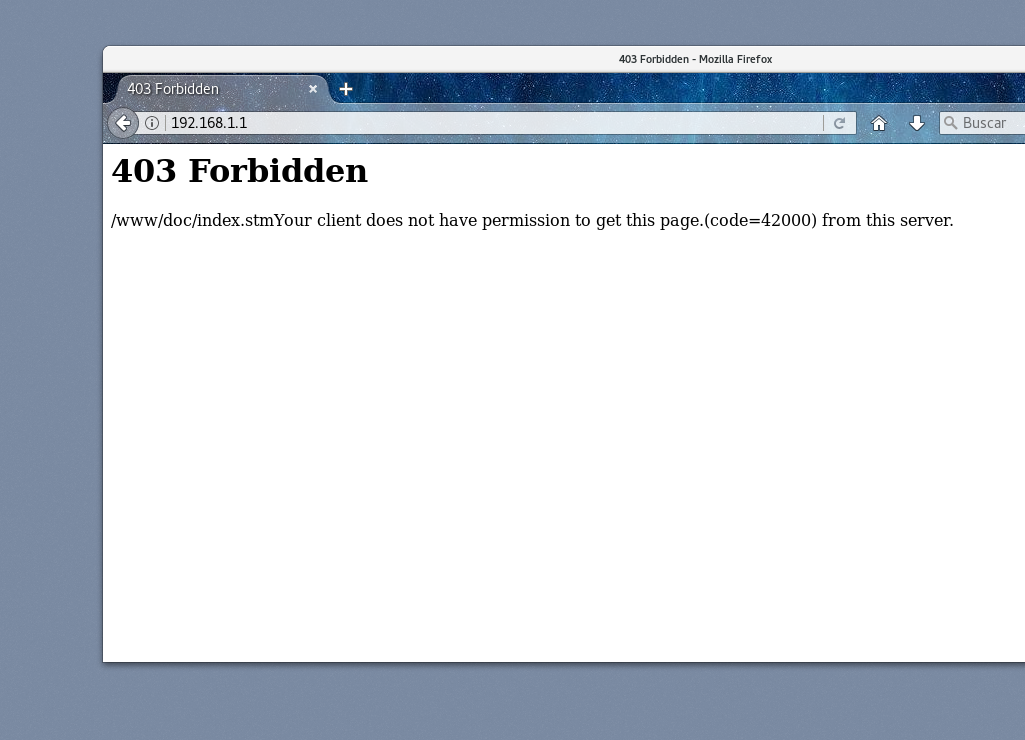 403 Forbidden - Mozilla Firefox
403 Forbidden
192.168.1.1
Buscar
403 Forbidden
/www/doc/index.stmYour client does not have permission to get this page.(code=42000) from this server.